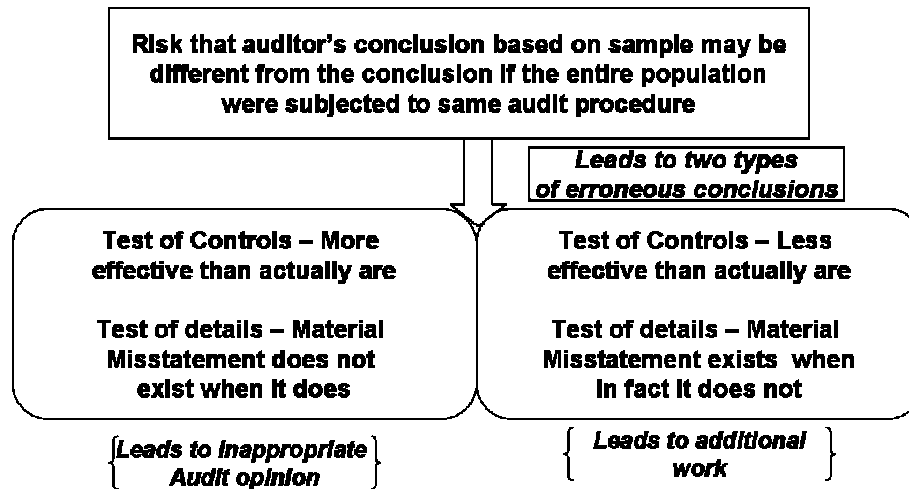 Risk that auditor's conclusion based on sample may be
different from the conclusion if the entire population
were subjected to same audit procedure
Leads to two types
of erroneous conclusions
Test of Controls – More
effective than actually are
Test of details – Material
Misstatement does not
exist when it does
Test of Controls – Less
effective than actually are
Test of details – Material
Misstatement exists when
in fact it does not
Leads to inappropriate
Audit opinion
Leads to additional
work